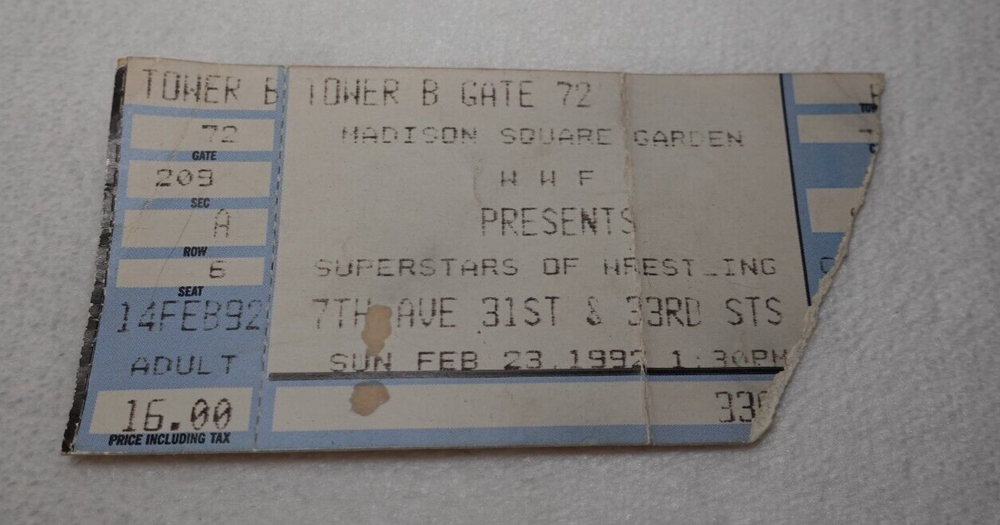 TOWER B
72
GATE
209
SEC
A
ROW
6
SEAT
14FEB92
ADULT
16.00
PRICE INCLUDING TAX
TOWER B GATE 72
MADISON SQUARE GARDEN
W W F
PRESENTS
SUPERSTARS OF WRESTLING
7TH AVE 31ST & 33RD STS
SUN FEB 23,1992 1:30PM